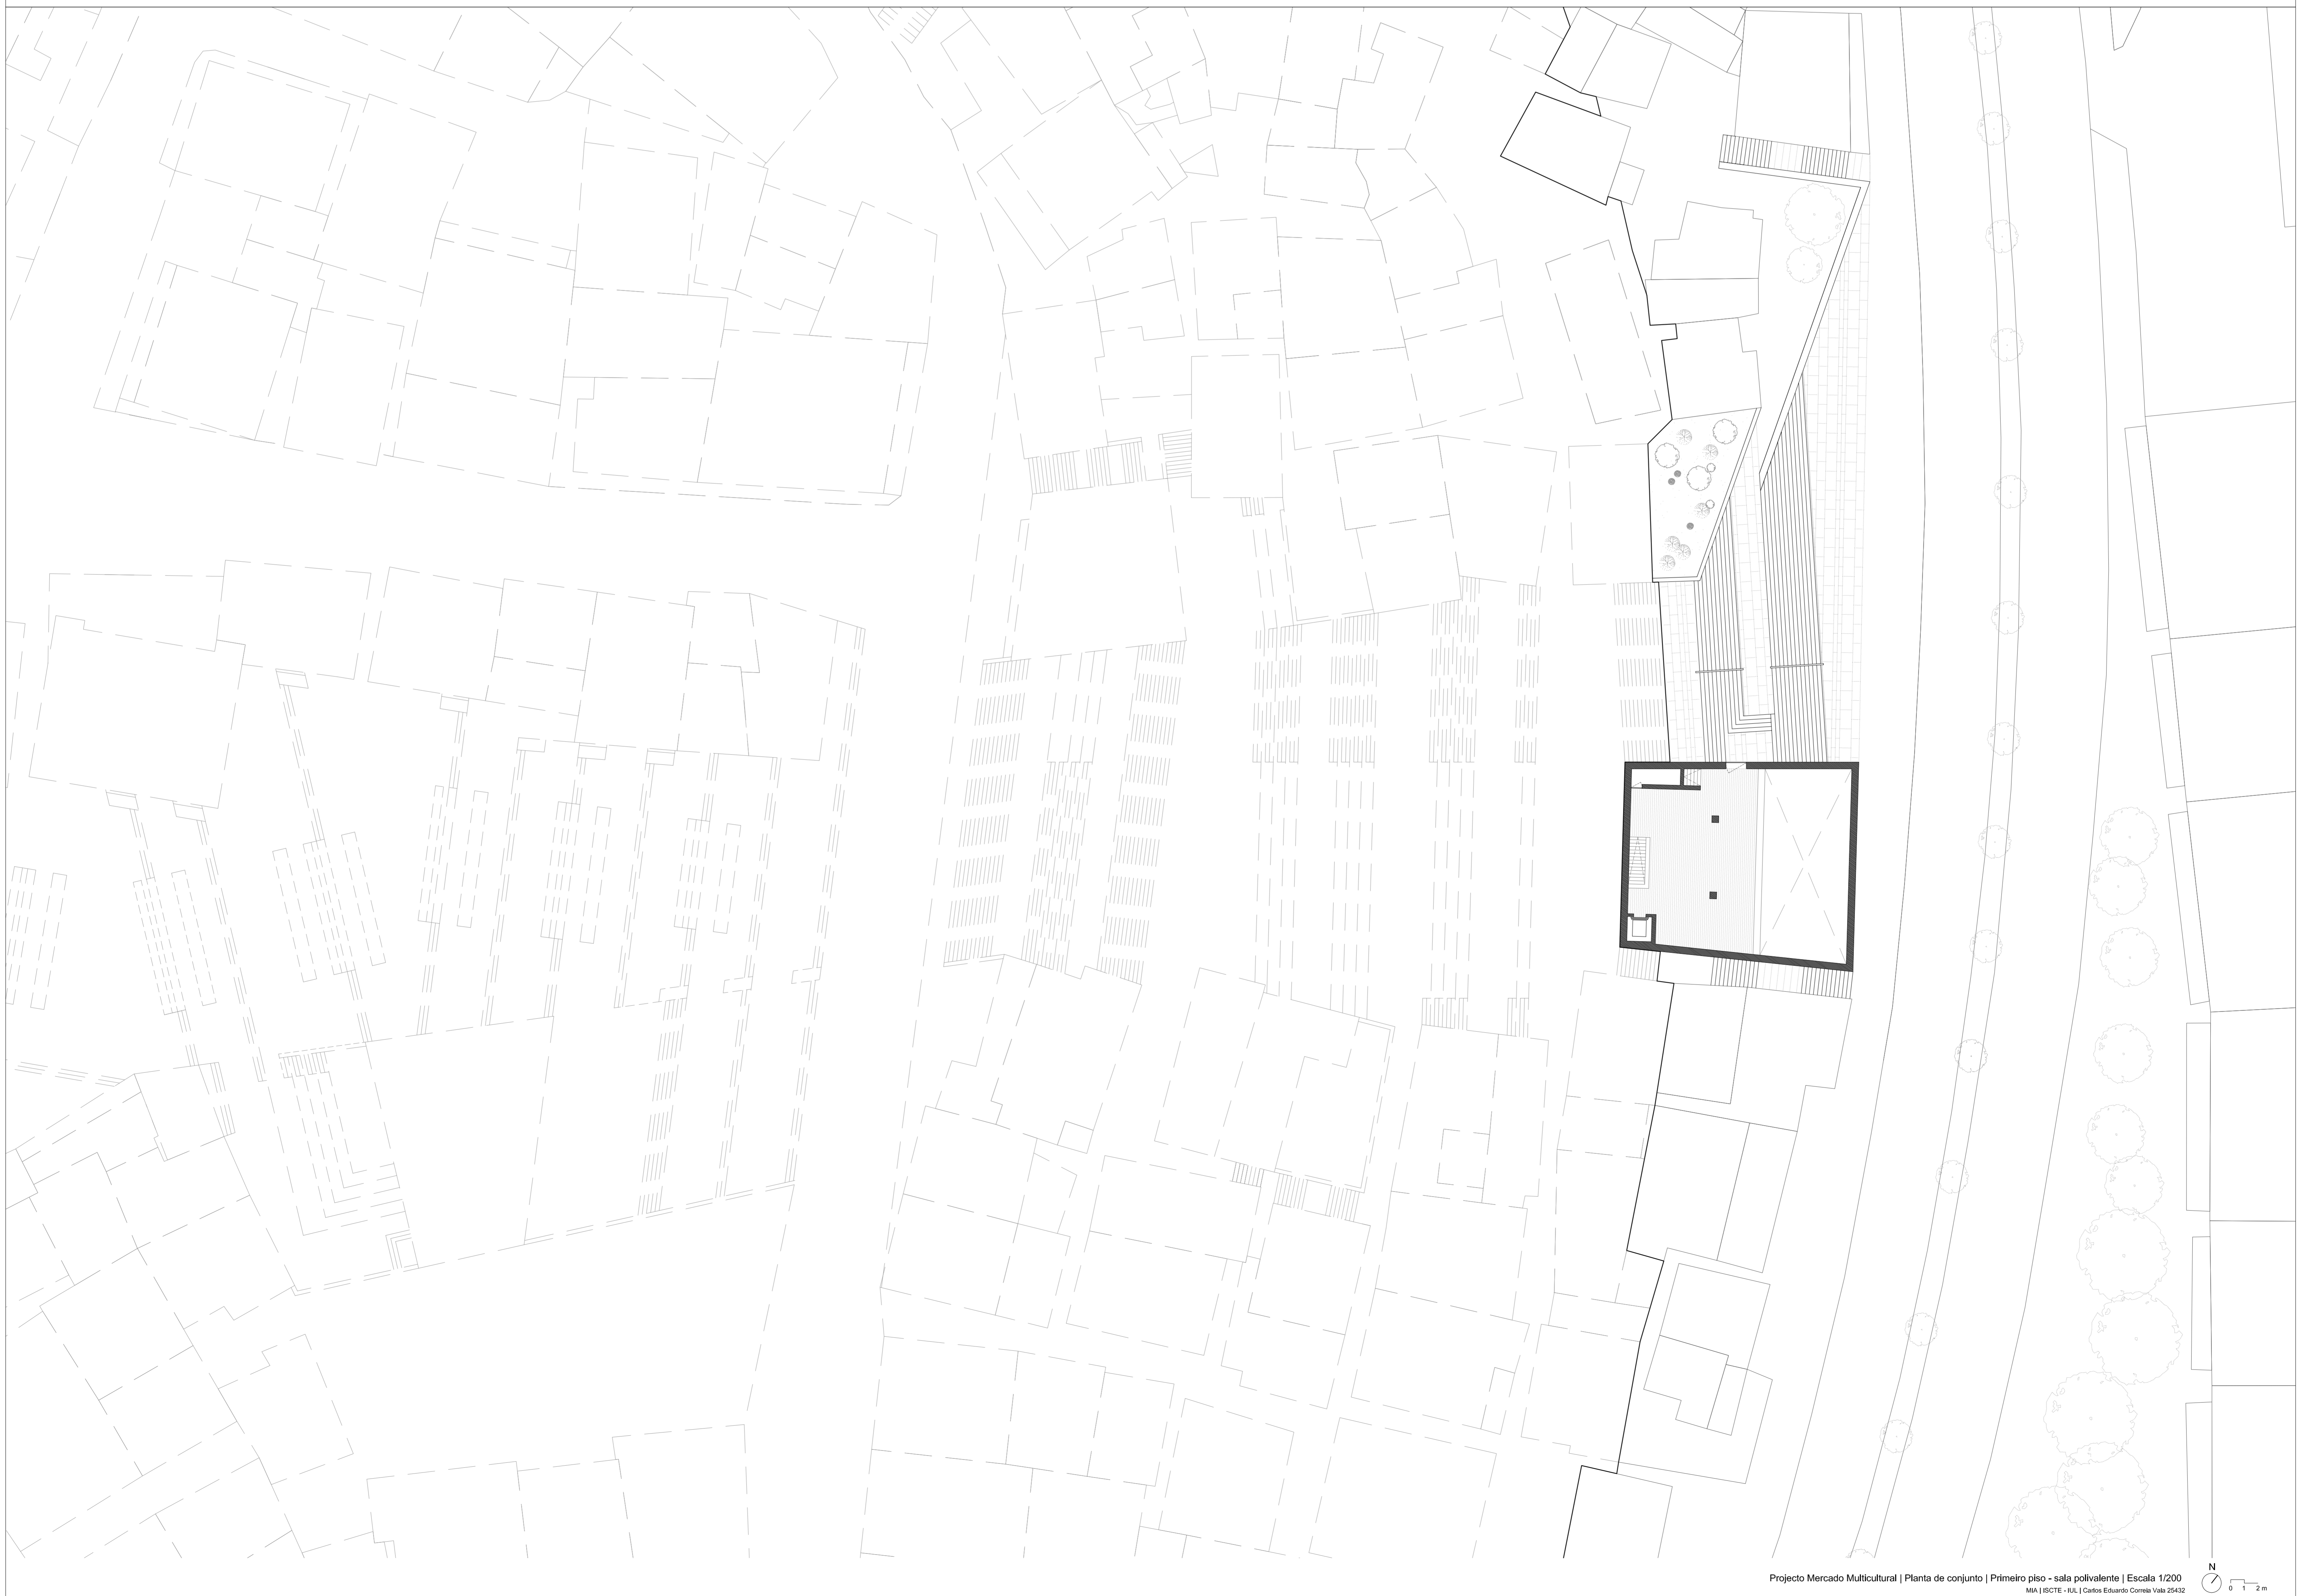 Projecto Mercado Multicultural | Planta de conjunto | Primeiro piso - sala polivalente | Escala 1/200
MIA | ISCTE - IUL | Carlos Eduardo Correia Vala 25432
N
0 1 2 m